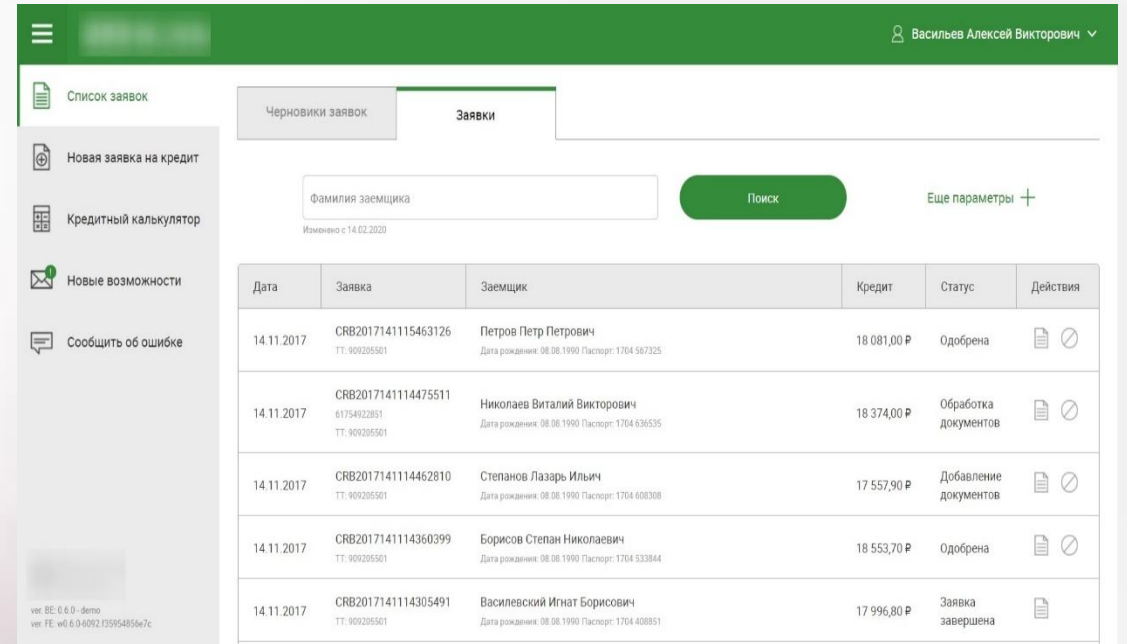 Васильев Алексей Викторович
Список заявок
Новая заявка на кредит
Кредитный калькулятор
Новые возможности
Сообщить об ошибке
ver. BE: 0.6.0 - demo
ver. FE: w0.6.0-6092.f35954856e7c
Черновики заявок
Заявки
Фамилия заемщика
Изменено с 14.02.2020
Поиск
Еще параметры
Дата Заявка Заемщик Кредит Статус Действия
14.11.2017 CRB2017141115463126 Петров Петр Петрович 18 081,00 ₽ Одобрена
ТТ: 909205501 Дата рождения: 08.08.1990 Паспорт: 1704 567325
14.11.2017 CRB2017141114475511 Николаев Виталий Викторович 18 374,00 ₽ Обработка
61754922851 Дата рождения: 08.08.1990 Паспорт: 1704 636535 документов
ТТ: 909205501
14.11.2017 CRB2017141114462810 Степанов Лазарь Ильич 17 557,90 ₽ Добавление
ТТ: 909205501 Дата рождения: 08.08.1990 Паспорт: 1704 608308 документов
14.11.2017 CRB2017141114360399 Борисов Степан Николаевич 18 553,70 ₽ Одобрена
ТТ: 909205501 Дата рождения: 08.08.1990 Паспорт: 1704 533844
14.11.2017 CRB2017141114305491 Василевский Игнат Борисович 17 996,80 ₽ Заявка
ТТ: 909205501 Дата рождения: 08.08.1990 Паспорт: 1704 408851 завершена